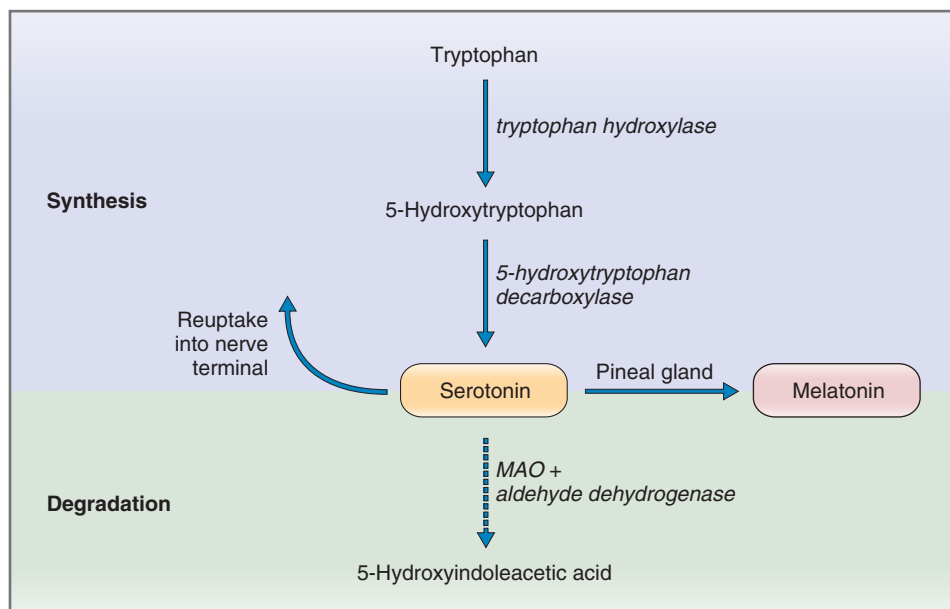 Tryptophan
tryptophan hydroxylase
Synthesis
5-Hydroxytryptophan
5-hydroxytryptophan
decarboxylase
Reuptake
into nerve
terminal
Pineal gland
Serotonin
Melatonin
MAO +
aldehyde dehydrogenase
Degradation
5-Hydroxyindoleacetic acid